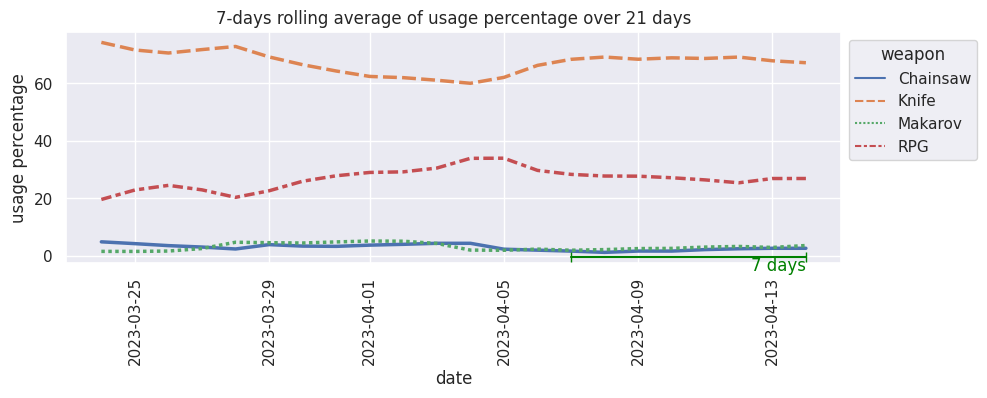 7-days rolling average of usage percentage over 21 days
usage percentage
60
40
20
0
7 days
2023-03-25
2023-03-29
2023-04-01
2023-04-05
2023-04-09
2023-04-13
date
weapon
Chainsaw
Knife
Makarov
RPG